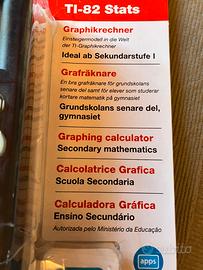 TI-82 Stats
Graphikrechner
Einsteigermodell in die Welt
der TI-Graphikrechner
Ideal ab Sekundarstufe I
Grafräknare
En bra grafräknare för grundskolans
senare del samt för elever som studerar
kortare matematik på gymnasiet
Grundskolans senare del,
gymnasiet
Graphing calculator
Secondary mathematics
Calcolatrice Grafica
Scuola Secondaria
Calculadora Gráfica
Ensino Secundário
Autorizada pelo Ministério da Educação
apps
subito